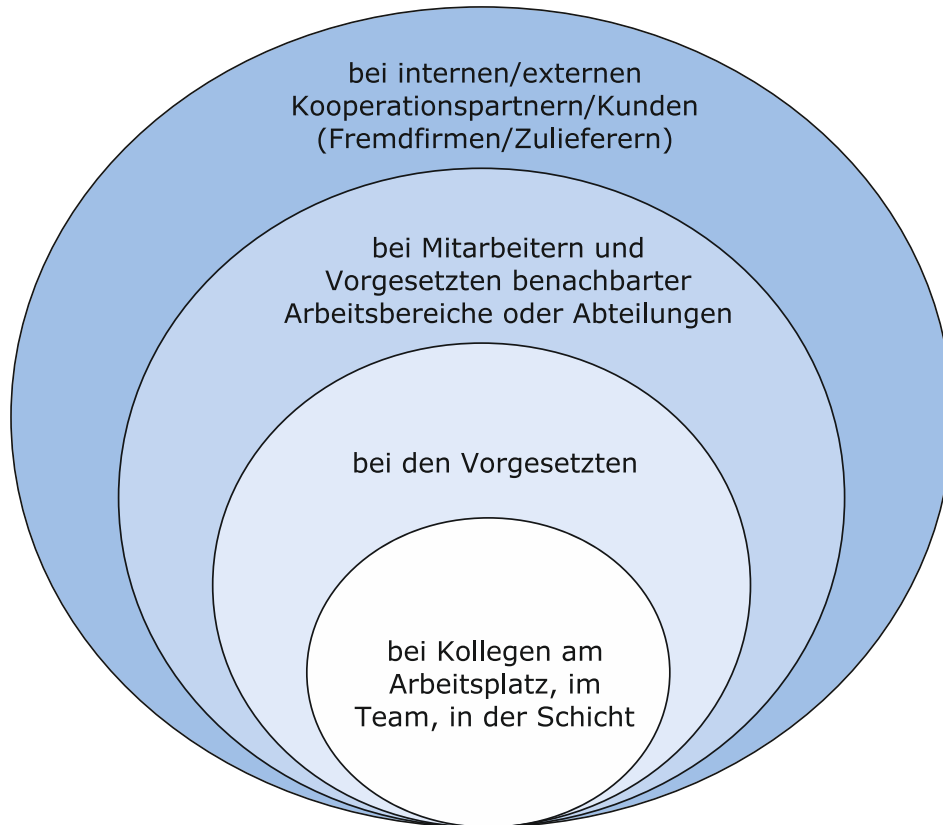 bei internen/externen
Kooperationspartnern/Kunden
(Fremdfirmen/Zulieferern)
bei Mitarbeitern und
Vorgesetzten benachbarter
Arbeitsbereiche oder Abteilungen
bei den Vorgesetzten
bei Kollegen am
Arbeitsplatz, im
Team, in der Schicht